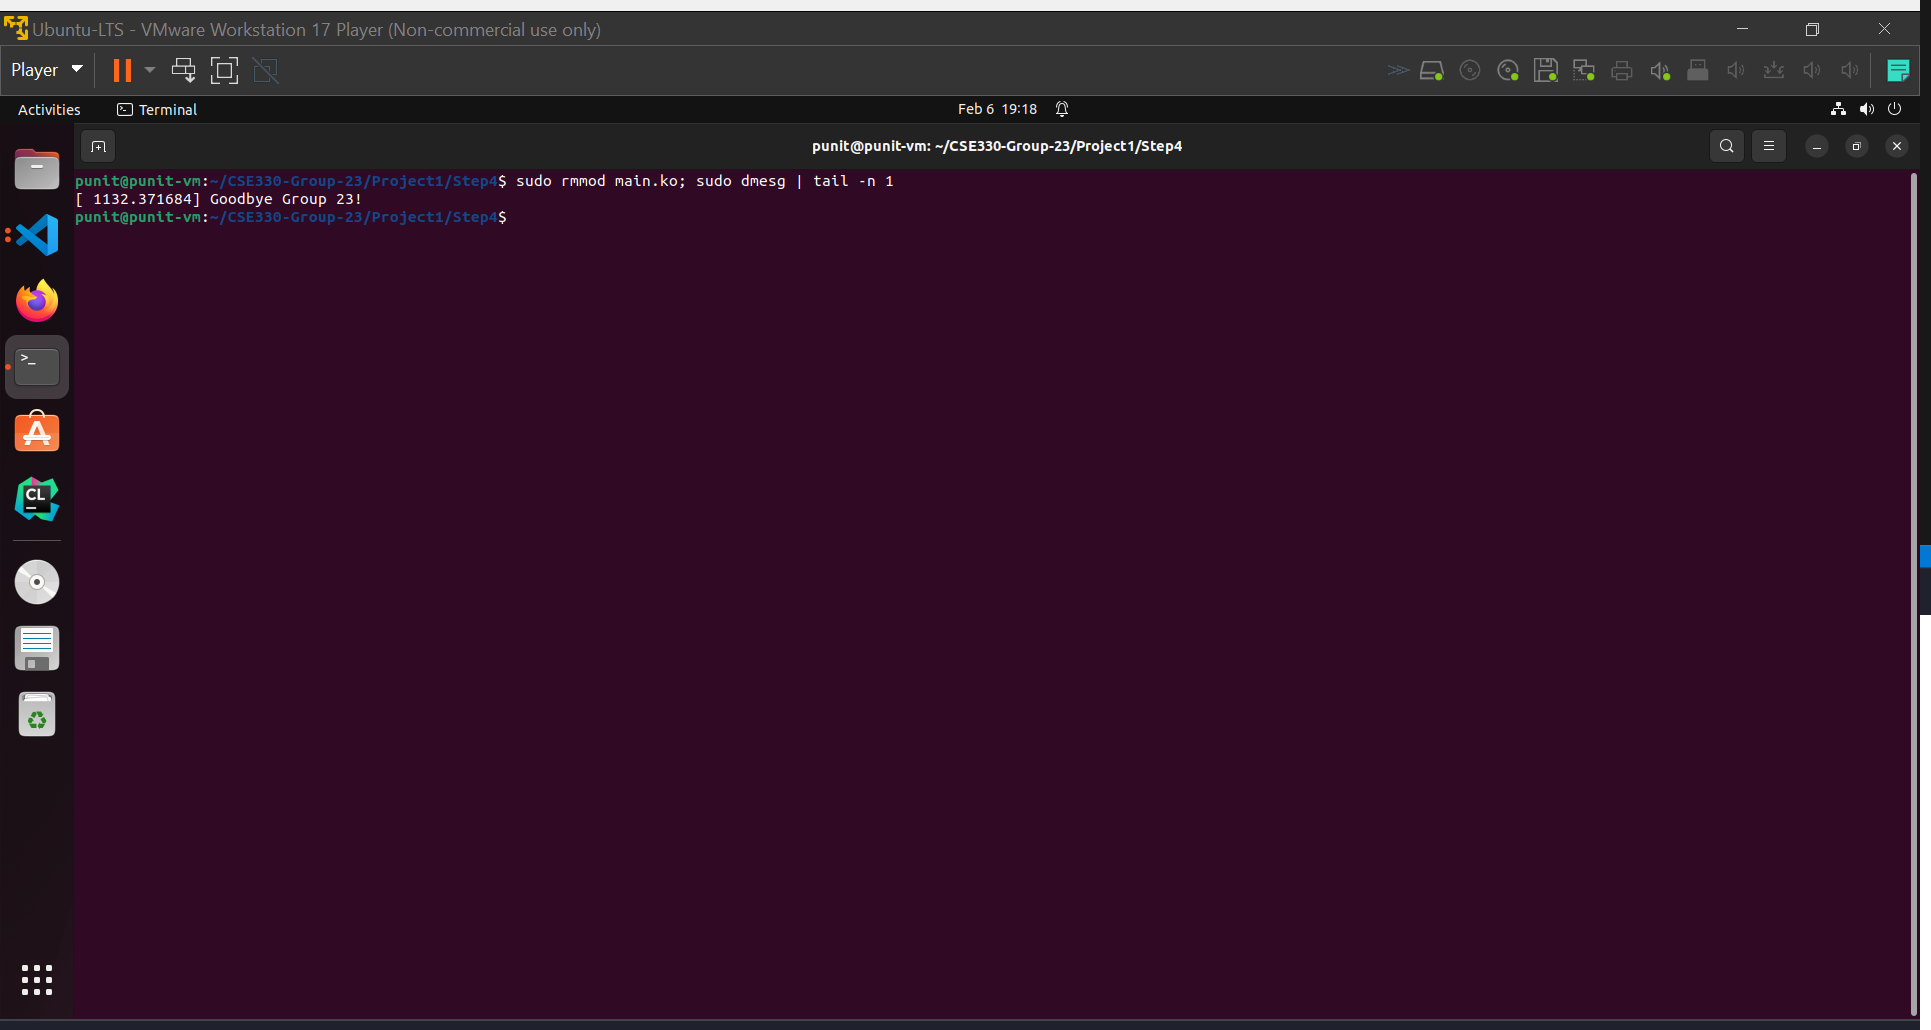 Ubuntu-LTS - VMware Workstation 17 Player (Non-commercial use only)
Player
Activities
Terminal
Feb 6 19:18
punit@punit-vm: ~/CSE330-Group-23/Project1/Step4
punit@punit-vm:~/CSE330-Group-23/Project1/Step4$ sudo rmmod main.ko; sudo dmesg | tail -n 1
[ 1132.371684] Goodbye Group 23!
punit@punit-vm:~/CSE330-Group-23/Project1/Step4$
>_
CL